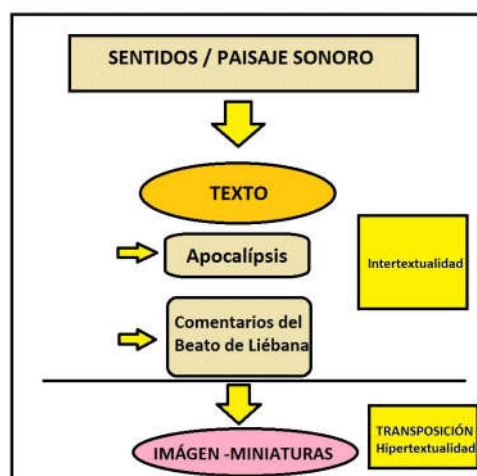 SENTIDOS / PAISAJE SONORO
TEXTO
Apocalípsis
Intertextualidad
Comentarios del
Beato de Liébana
TRANSPOSICIÓN
Hipertextualidad
IMÁGEN -MINIATURAS